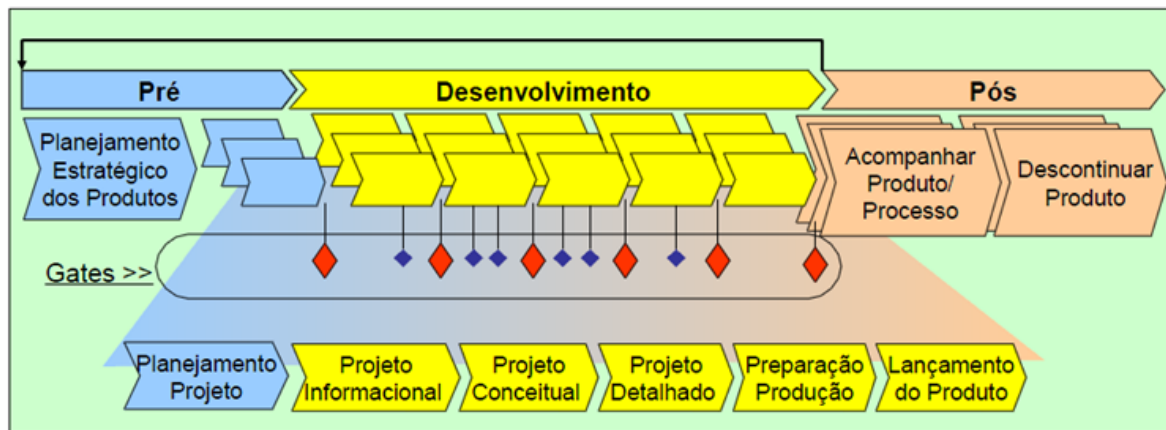 Pré
Desenvolvimento
Pós
Planejamento
Estratégico
dos Produtos
Acompanhar
Produto/
Processo
Descontinuar
Produto
Gates >>
Planejamento
Projeto
Projeto
Informacional
Projeto
Conceitual
Projeto
Detalhado
Preparação
Produção
Lançamento
do Produto